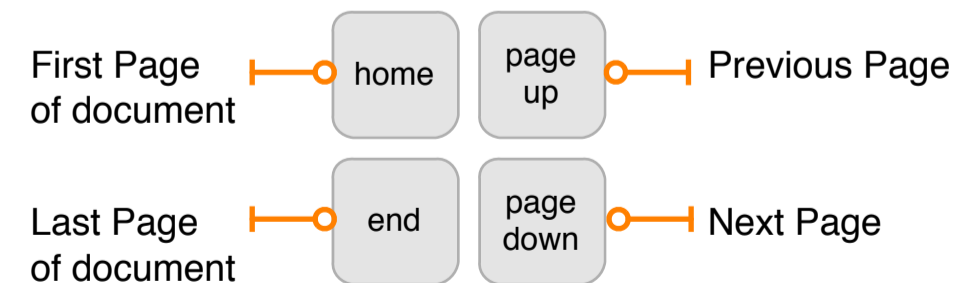 First Page
of document
home
page
up
Previous Page
Last Page
of document
end
page
down
Next Page